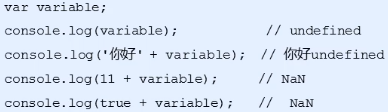 var variable;
console.log(variable);           // undefined
console.log('你好' + variable);  // 你好undefined
console.log(11 + variable);     // NaN
console.log(true + variable);   //  NaN